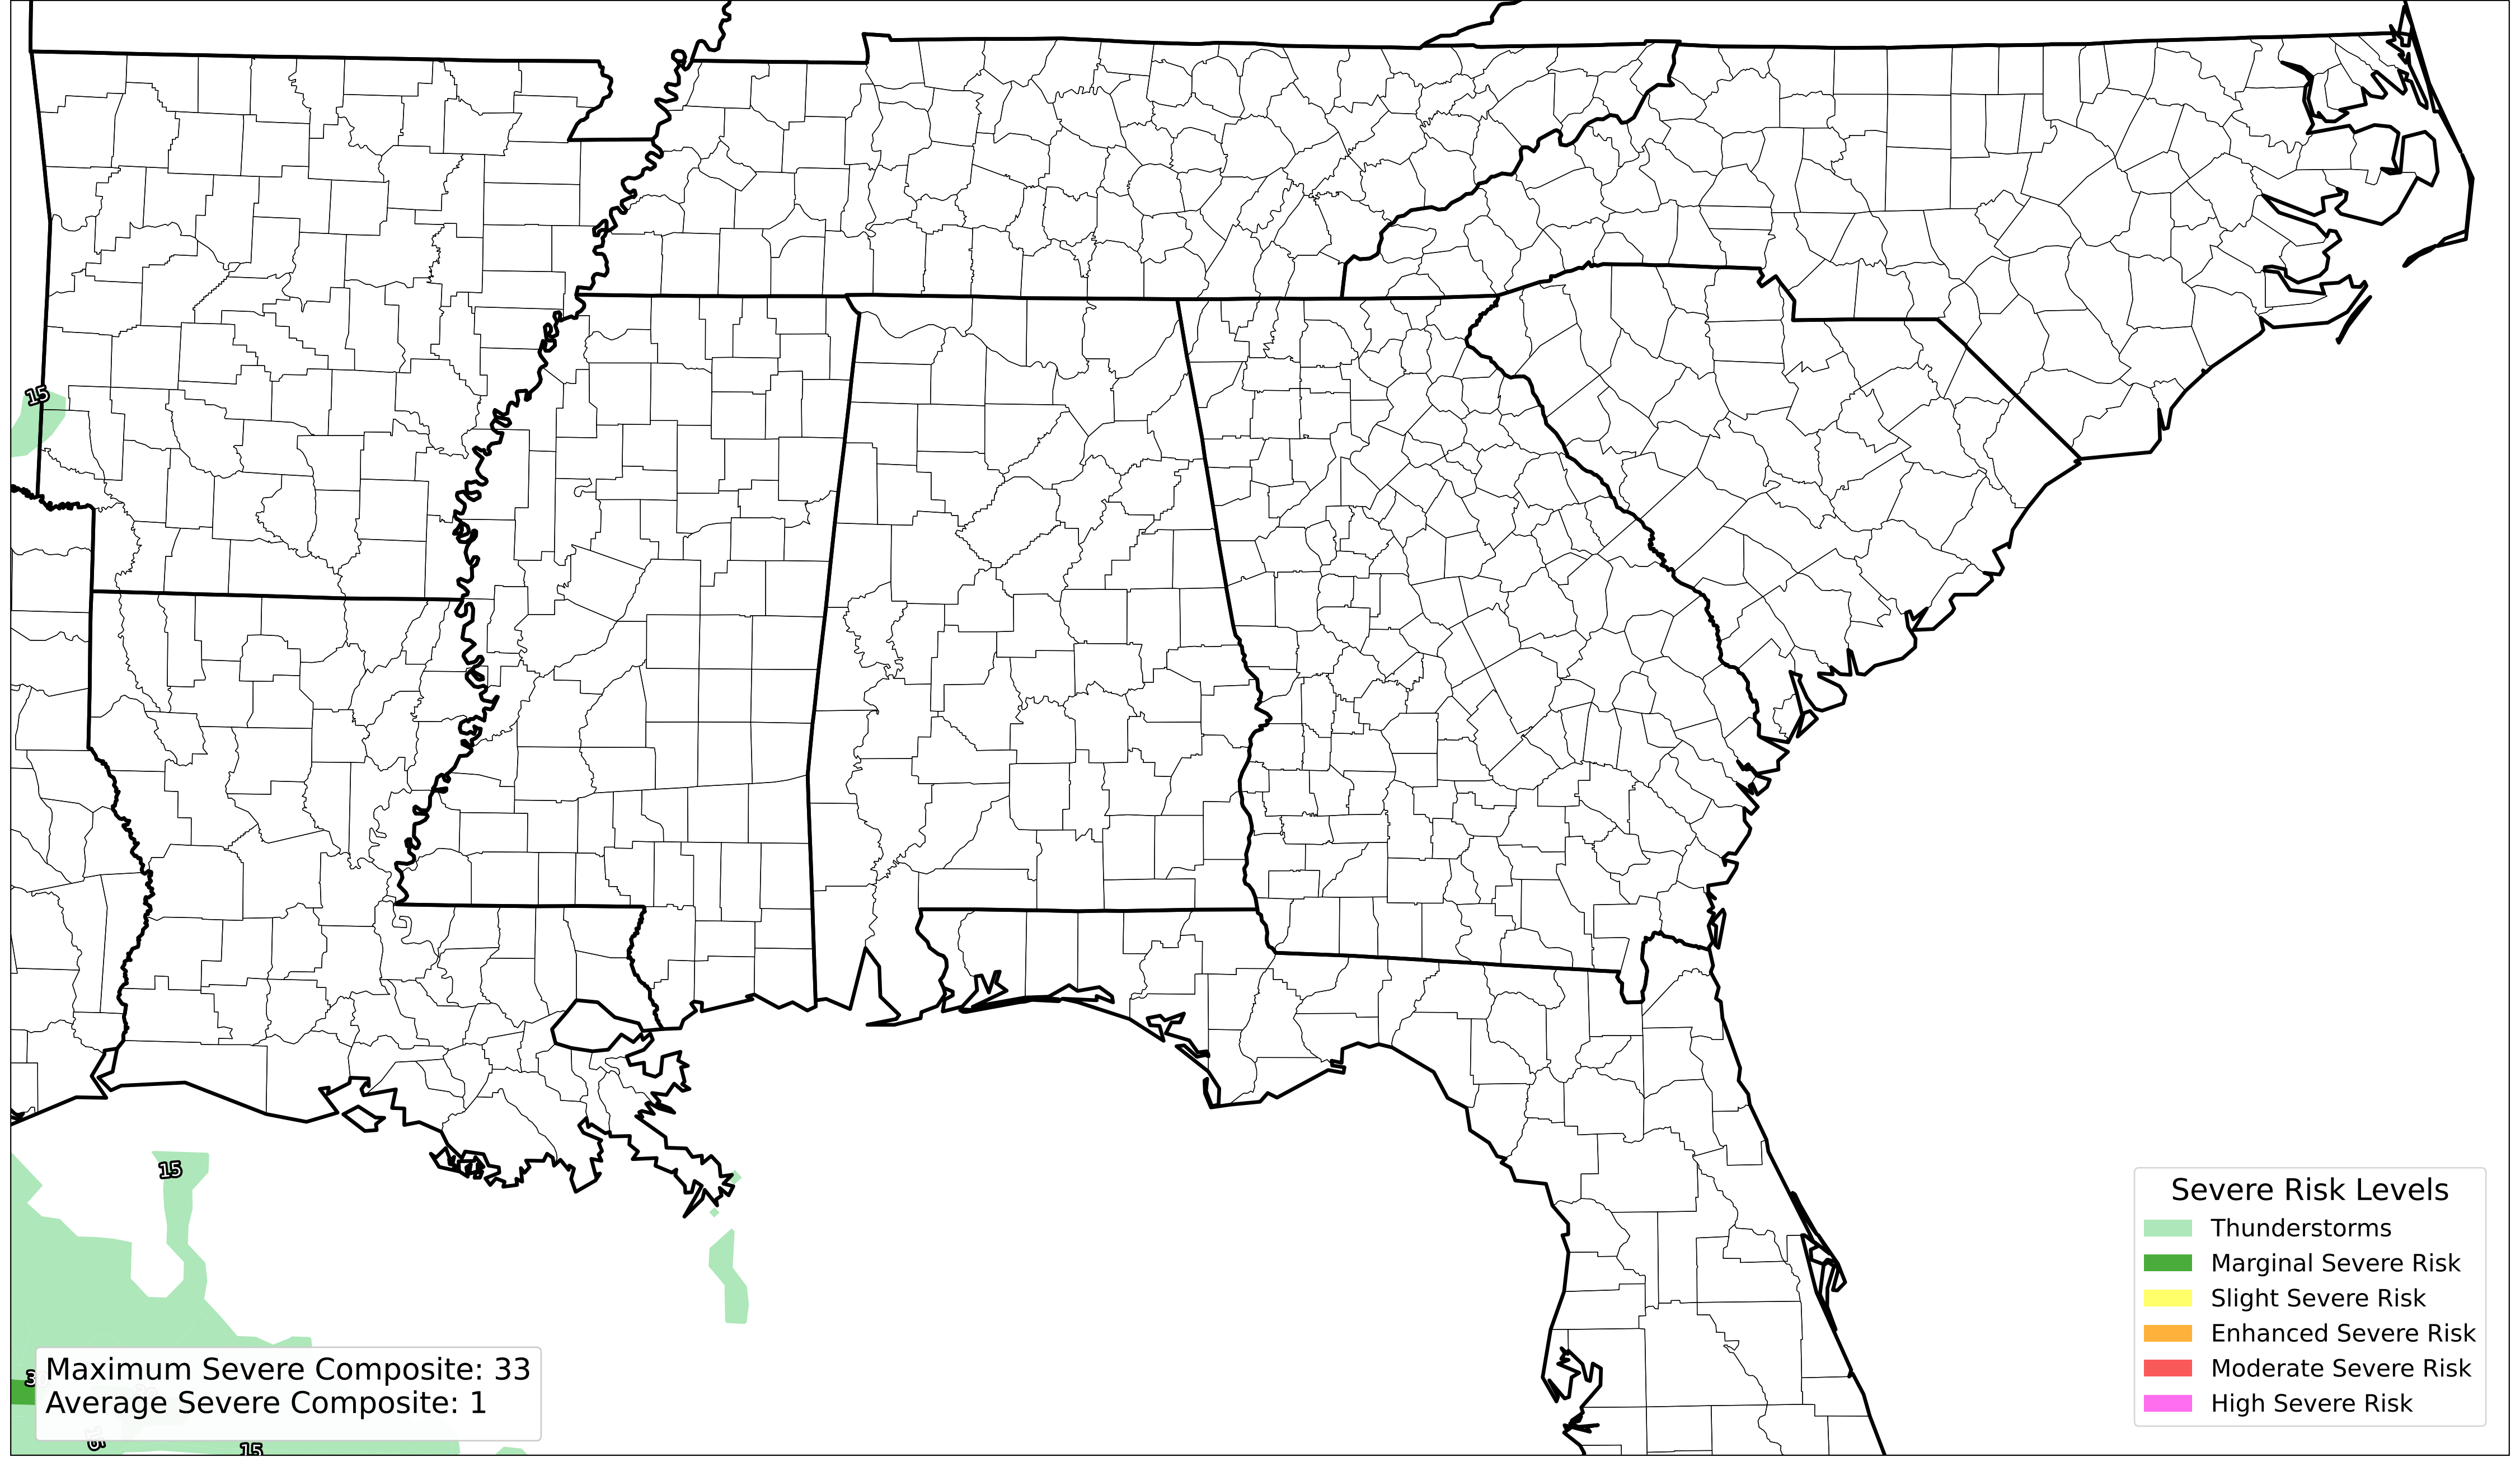 15
15
Severe Risk Levels
Thunderstorms
Marginal Severe Risk
Slight Severe Risk
Enhanced Severe Risk
Moderate Severe Risk
High Severe Risk
Maximum Severe Composite: 33
Average Severe Composite: 1
15
15